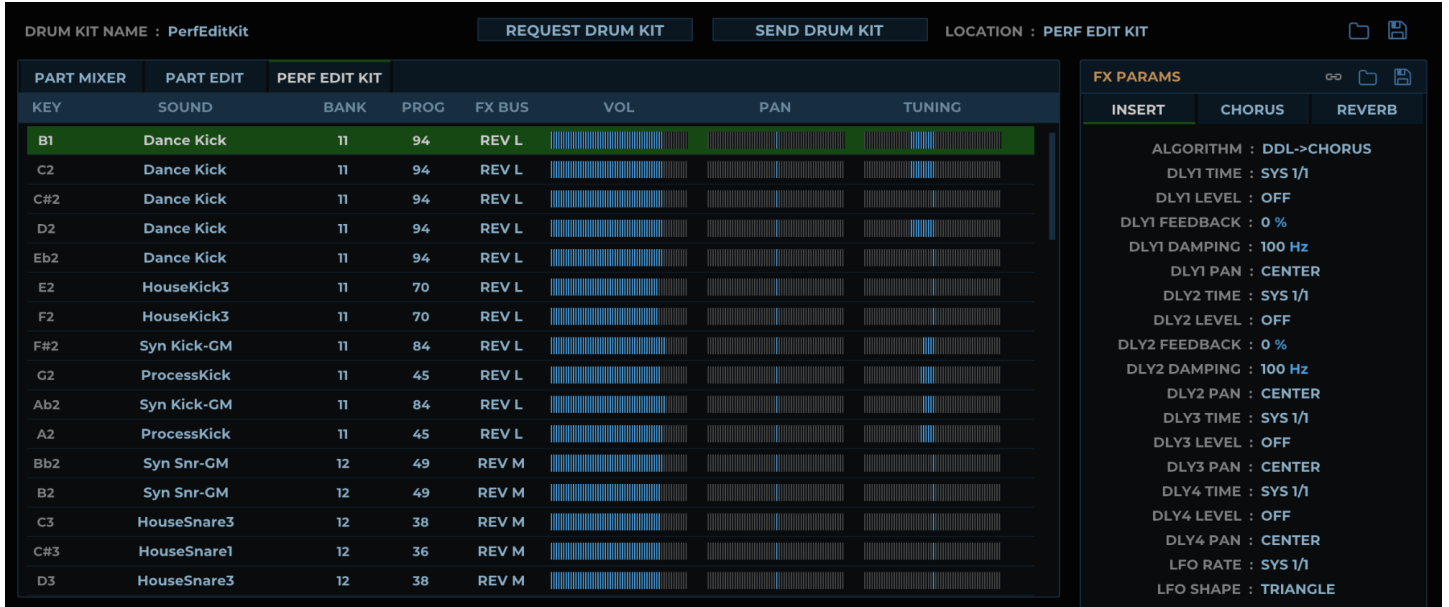 DRUM KIT NAME : PerfEditKit REQUEST DRUM KIT SEND DRUM KIT LOCATION : PERF EDIT KIT
PART MIXER PART EDIT PERF EDIT KIT
KEY SOUND BANK PROG FX BUS VOL PAN TUNING
B1 Dance Kick 11 94 REV L
C2 Dance Kick 11 94 REV L
C#2 Dance Kick 11 94 REV L
D2 Dance Kick 11 94 REV L
Eb2 Dance Kick 11 94 REV L
E2 HouseKick3 11 70 REV L
F2 HouseKick3 11 70 REV L
F#2 Syn Kick-GM 11 84 REV L
G2 ProcessKick 11 45 REV L
Ab2 Syn Kick-GM 11 84 REV L
A2 ProcessKick 11 45 REV L
Bb2 Syn Snr-GM 12 49 REV M
B2 Syn Snr-GM 12 49 REV M
C3 HouseSnare3 12 38 REV M
C#3 HouseSnare1 12 36 REV M
D3 HouseSnare3 12 38 REV M
FX PARAMS
INSERT CHORUS REVERB
ALGORITHM : DDL->CHORUS
DLY1 TIME : SYS 1/1
DLY1 LEVEL : OFF
DLY1 FEEDBACK : 0 %
DLY1 DAMPING : 100 Hz
DLY1 PAN : CENTER
DLY2 TIME : SYS 1/1
DLY2 LEVEL : OFF
DLY2 FEEDBACK : 0 %
DLY2 DAMPING : 100 Hz
DLY2 PAN : CENTER
DLY3 TIME : SYS 1/1
DLY3 LEVEL : OFF
DLY3 PAN : CENTER
DLY4 TIME : SYS 1/1
DLY4 LEVEL : OFF
DLY4 PAN : CENTER
LFO RATE : SYS 1/1
LFO SHAPE : TRIANGLE